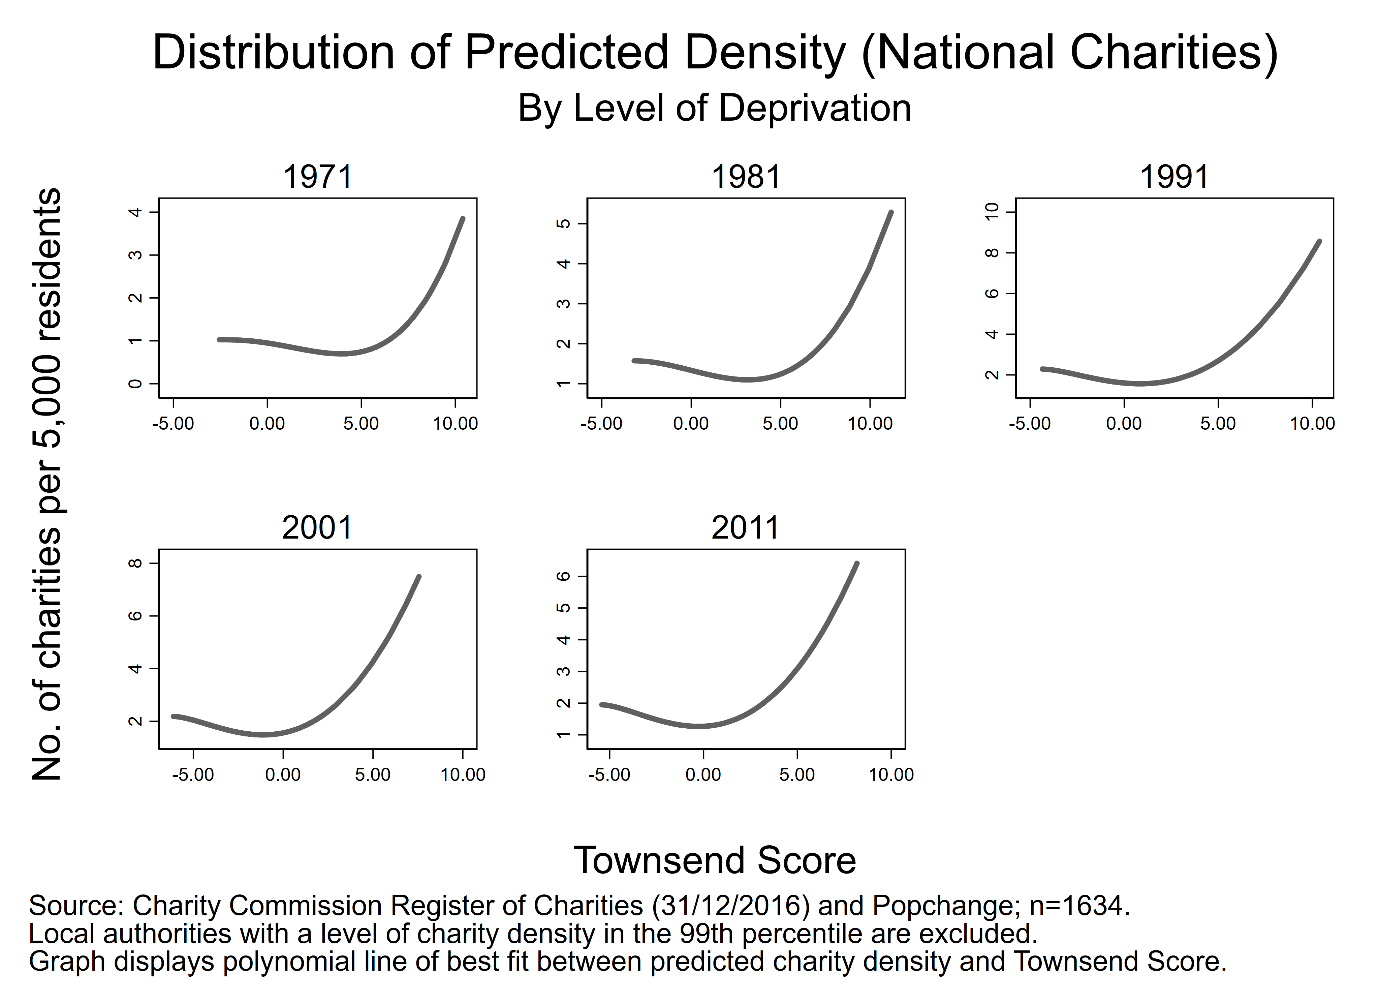 Distribution of Predicted Density (National Charities)
By Level of Deprivation
No. of charities per 5,000 residents
1971
4
3
2
1
0
-5.00 0.00 5.00 10.00
1981
5
4
3
2
1
-5.00 0.00 5.00 10.00
1991
10
8
6
4
2
-5.00 0.00 5.00 10.00
2001
8
6
4
2
-5.00 0.00 5.00 10.00
2011
6
5
4
3
2
1
-5.00 0.00 5.00 10.00
Townsend Score
Source: Charity Commission Register of Charities (31/12/2016) and Popchange; n=1634.
Local authorities with a level of charity density in the 99th percentile are excluded.
Graph displays polynomial line of best fit between predicted charity density and Townsend Score.